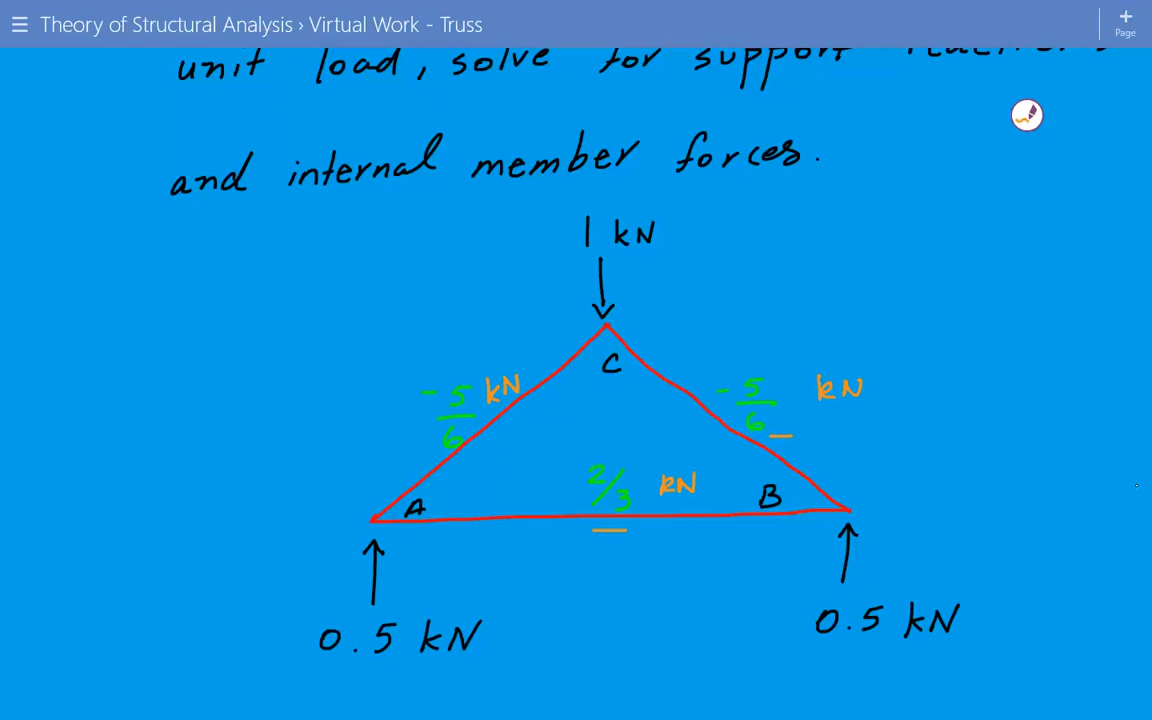 ☰ Theory of Structural Analysis › Virtual Work - Truss
+
Page
unit load, solve for support
and internal member forces.
1 kN
C
-5/6 kN
-5/6 kN
2/3 kN
A
B
0.5 kN
0.5 kN